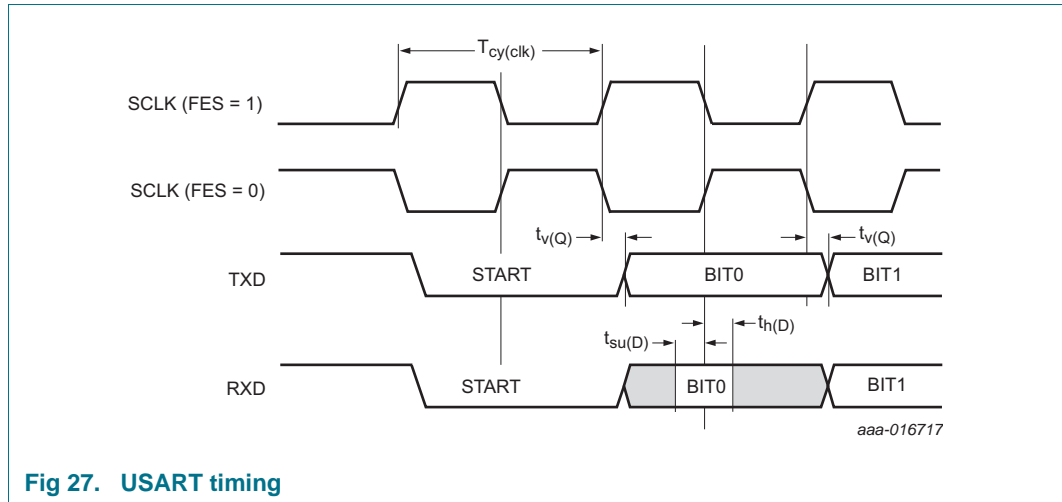 Tcy(clk)
SCLK (FES = 1)
SCLK (FES = 0)
tv(Q) tv(Q)
TXD START BIT0 BIT1
tsu(D) th(D)
RXD START BIT0 BIT1
aaa-016717
Fig 27. USART timing